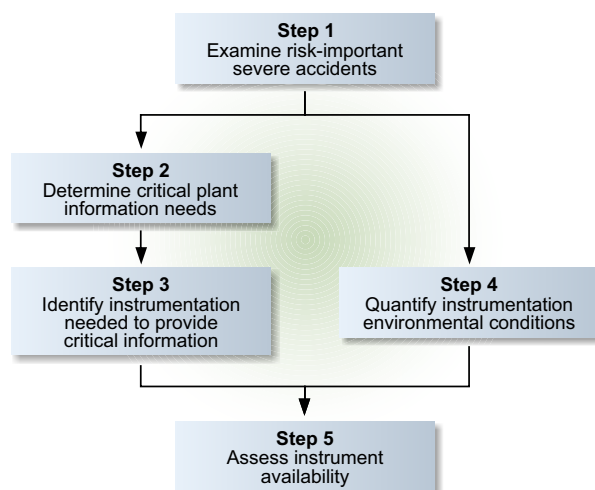 Step 1
Examine risk-important
severe accidents
Step 2
Determine critical plant
information needs
Step 3
Identify instrumentation
needed to provide
critical information
Step 4
Quantify instrumentation
environmental conditions
Step 5
Assess instrument
availability